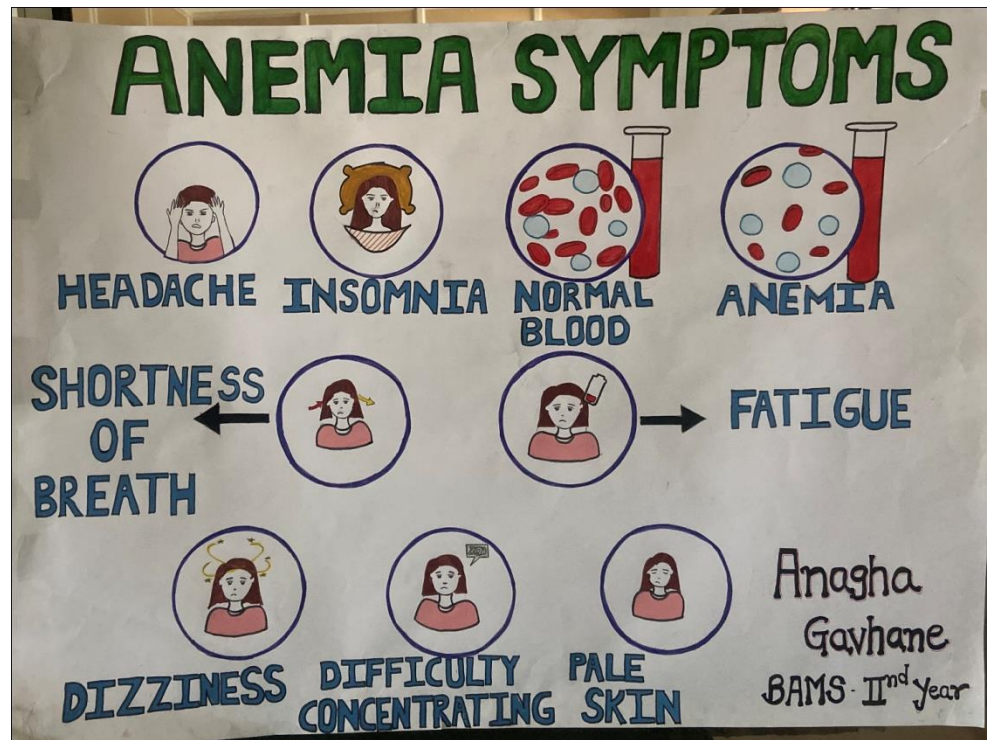 ANEMIA SYMPTOMS
HEADACHE
INSOMNIA
NORMAL
BLOOD
ANEMIA
SHORTNESS
OF
BREATH
FATIGUE
DIZZINESS
DIFFICULTY
CONCENTRATING
PALE
SKIN
Anagha
Gavhane
BAMS. IInd Year